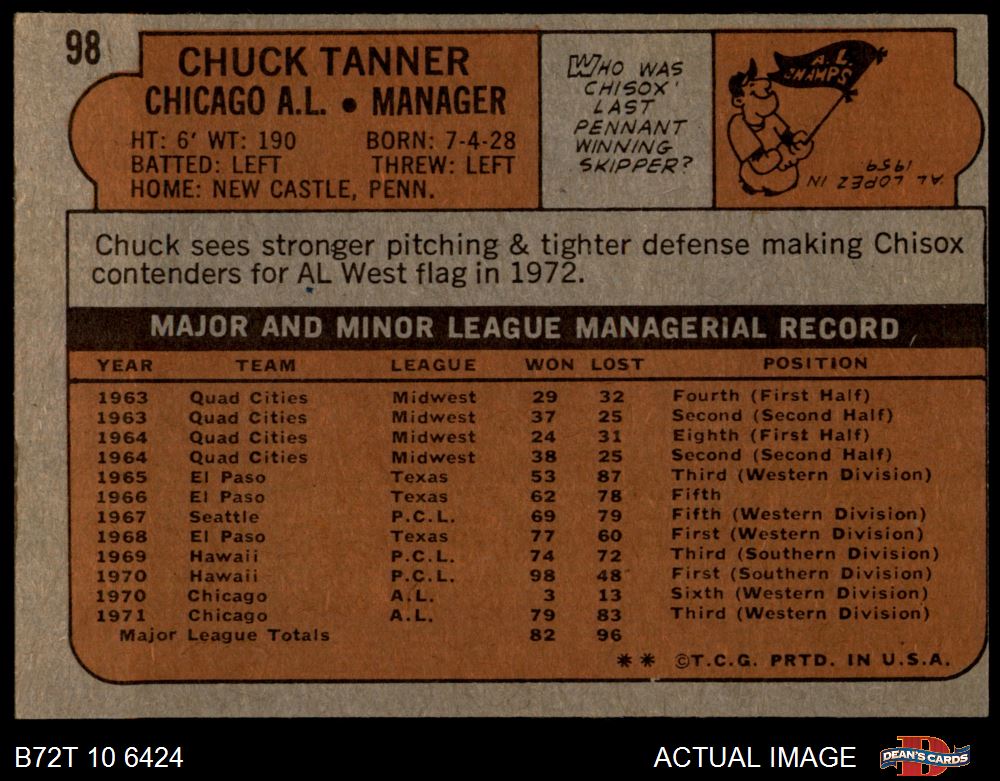 98
CHUCK TANNER
CHICAGO A.L. • MANAGER
HT: 6' WT: 190 BORN: 7-4-28
BATTED: LEFT THREW: LEFT
HOME: NEW CASTLE, PENN.
WHO WAS
CHISOX'
LAST
PENNANT
WINNING
SKIPPER?
A.L.
CHAMPS
AL LOPEZ IN
1959.
Chuck sees stronger pitching & tighter defense making Chisox
contenders for AL West flag in 1972.
MAJOR AND MINOR LEAGUE MANAGERIAL RECORD
YEAR TEAM LEAGUE WON LOST POSITION
1963 Quad Cities Midwest 29 32 Fourth (First Half)
1963 Quad Cities Midwest 37 25 Second (Second Half)
1964 Quad Cities Midwest 24 31 Eighth (First Half)
1964 Quad Cities Midwest 38 25 Second (Second Half)
1965 El Paso Texas 53 87 Third (Western Division)
1966 El Paso Texas 62 78 Fifth
1967 Seattle P.C.L. 69 79 Fifth (Western Division)
1968 El Paso Texas 77 60 First (Western Division)
1969 Hawaii P.C.L. 74 72 Third (Southern Division)
1970 Hawaii P.C.L. 98 48 First (Southern Division)
1970 Chicago A.L. 3 13 Sixth (Western Division)
1971 Chicago A.L. 79 83 Third (Western Division)
Major League Totals 82 96
** ©T.C.G. PRTD. IN U.S.A.
B72T 10 6424
ACTUAL IMAGE
DEAN'S CARDS